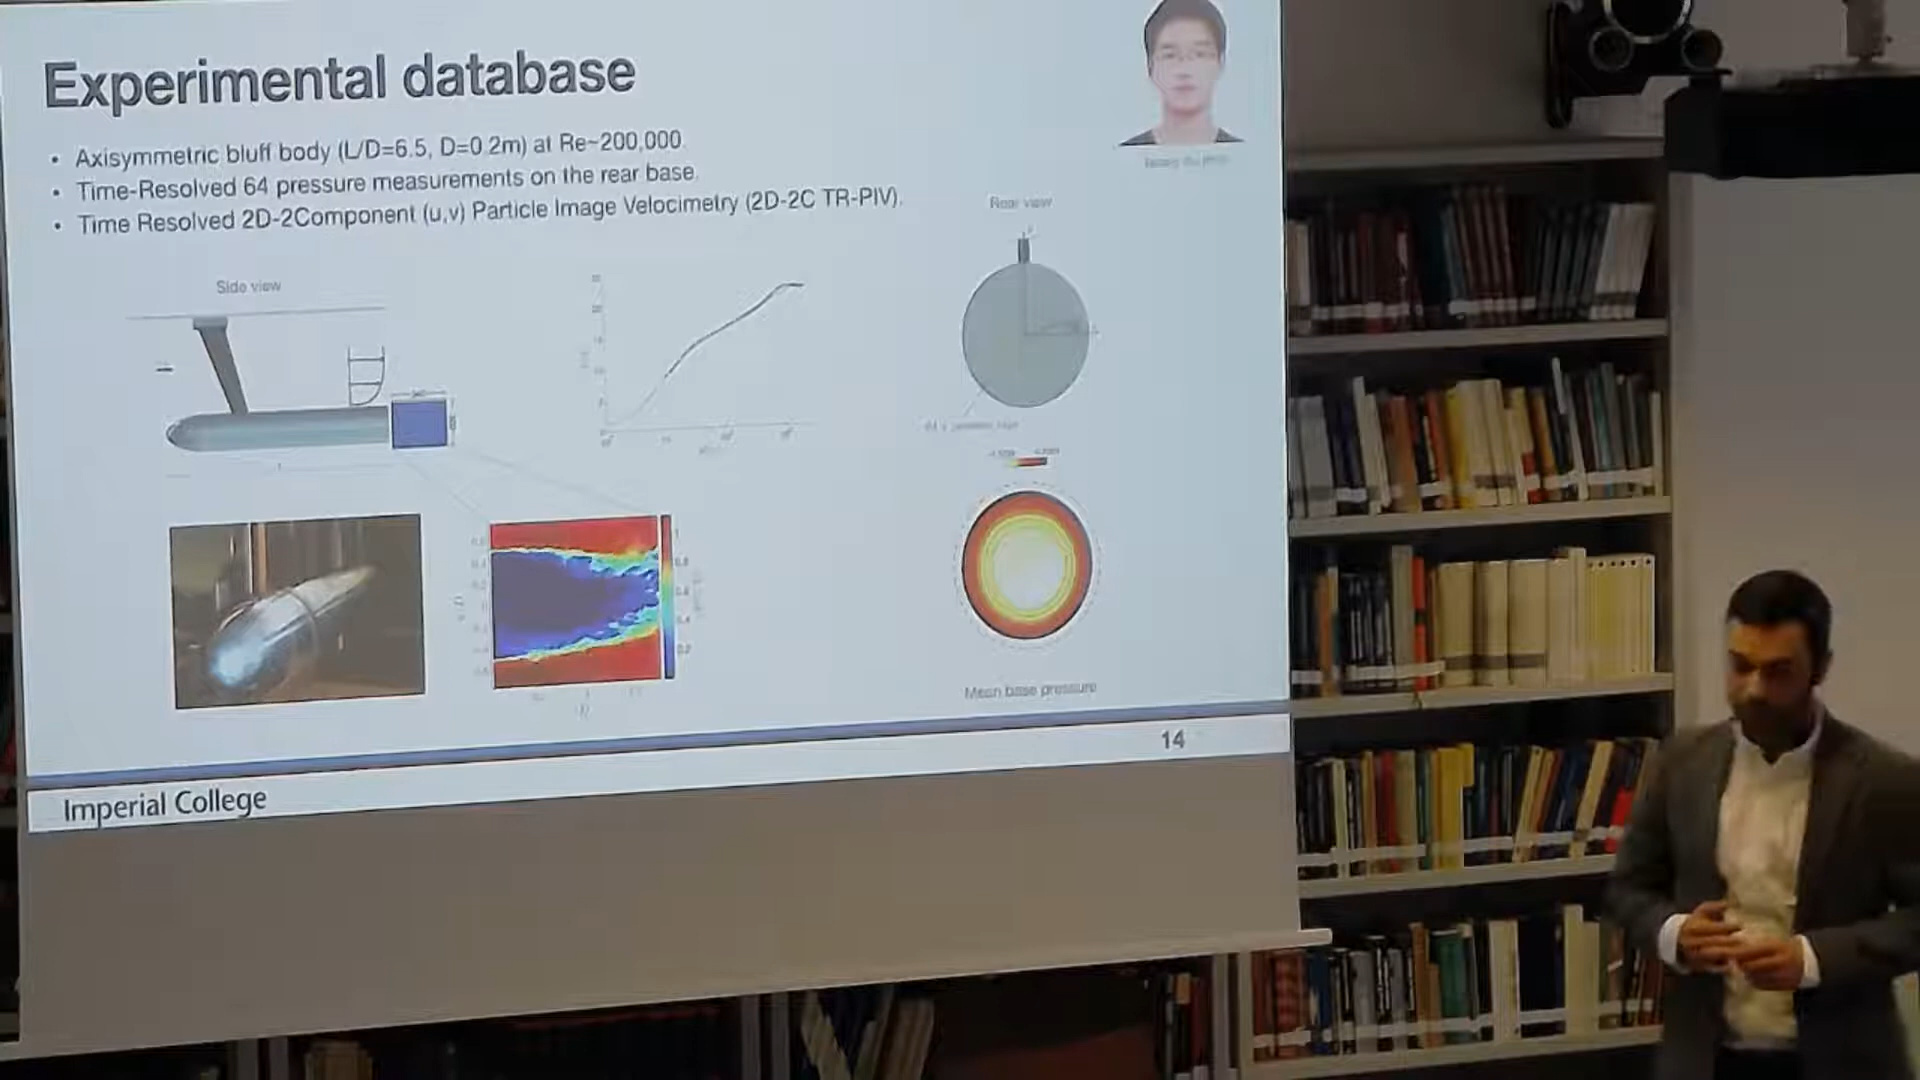 Experimental database
• Axisymmetric bluff body (L/D=6.5, D=0.2m) at Re~200,000.
• Time-Resolved 64 pressure measurements on the rear base.
• Time Resolved 2D-2Component (u,v) Particle Image Velocimetry (2D-2C TR-PIV).
Rear view
Side view
Mean base pressure
14
Imperial College